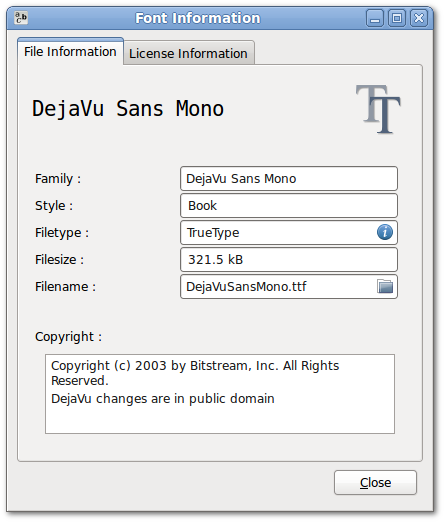 Font Information
File Information
License Information
DejaVu Sans Mono
Family :
DejaVu Sans Mono
Style :
Book
Filetype :
TrueType
Filesize :
321.5 kB
Filename :
DejaVuSansMono.ttf
Copyright :
Copyright (c) 2003 by Bitstream, Inc. All Rights
Reserved.
DejaVu changes are in public domain
Close